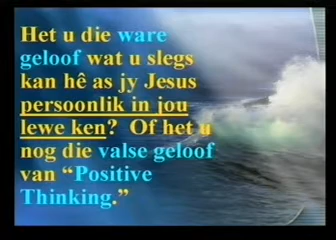 Het u die ware
geloof wat u slegs
kan hê as jy Jesus
persoonlik in jou
lewe ken? Of het u
nog die valse geloof
van “Positive
Thinking.”